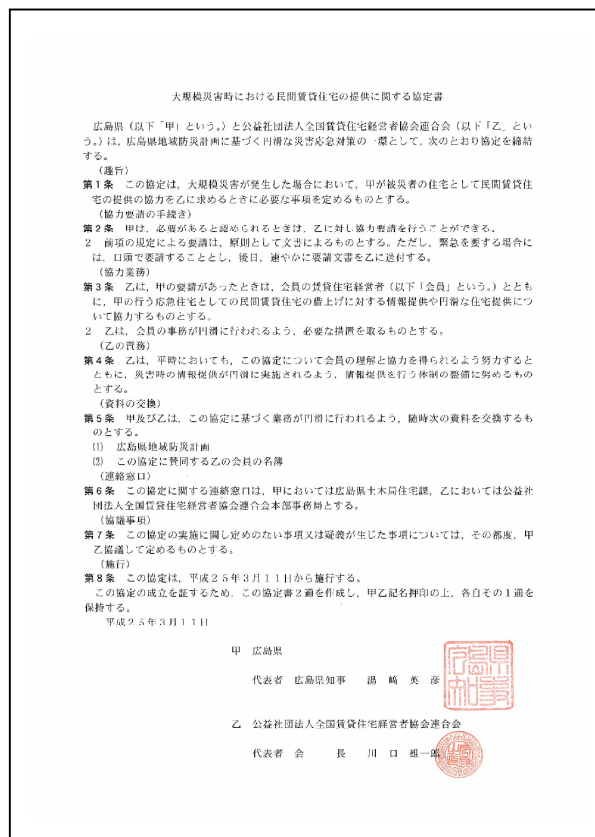 大規模災害時における民間賃貸住宅の提供に関する協定書
広島県（以下「甲」という。）と公益社団法人全国賃貸住宅経営者協会連合会（以下「乙」とい
う。）は，広島県地域防災計画に基づく円滑な災害応急対策の一環として，次のとおり協定を締結
する。
（趣旨）
第１条　この協定は，大規模災害が発生した場合において，甲が被災者の住宅として民間賃貸住
宅の提供の協力を乙に求めるときに必要な事項を定めるものとする。
（協力要請の手続き）
第２条　甲は，必要があると認められるときは，乙に対し協力要請を行うことができる。
２　前項の規定による要請は，原則として文書によるものとする。ただし，緊急を要する場合に
は，口頭で要請することとし，後日，速やかに要請文書を乙に送付する。
（協力業務）
第３条　乙は，甲の要請があったときは，会員の賃貸住宅経営者（以下「会員」という。）ととも
に，甲の行う応急住宅としての民間賃貸住宅の借上げに対する情報提供や円滑な住宅提供につ
いて協力するものとする。
２　乙は，会員の事務が円滑に行われるよう，必要な措置を取るものとする。
（乙の責務）
第４条　乙は，平時においても，この協定について会員の理解と協力を得られるよう努力すると
ともに，災害時の情報提供が円滑に実施されるよう，情報提供を行う体制の整備に努めるもの
とする。
（資料の交換）
第５条　甲及び乙は，この協定に基づく業務が円滑に行われるよう，随時次の資料を交換するも
のとする。
⑴　広島県地域防災計画
⑵　この協定に賛同する乙の会員の名簿
（連絡窓口）
第６条　この協定に関する連絡窓口は，甲においては広島県土木局住宅課，乙においては公益社
団法人全国賃貸住宅経営者協会連合会本部事務局とする。
（協議事項）
第７条　この協定の実施に関し定めのない事項又は疑義が生じた事項については，その都度，甲
乙協議して定めるものとする。
（施行）
第８条　この協定は，平成２５年３月１１日から施行する。
この協定の成立を証するため，この協定書２通を作成し，甲乙記名押印の上，各自その１通を
保持する。
平成２５年３月１１日
甲　広島県
代表者　広島県知事　湯　﨑　英　彦
広島県知事
乙　公益社団法人全国賃貸住宅経営者協会連合会
代表者　会　　長　川　口　雄一郎